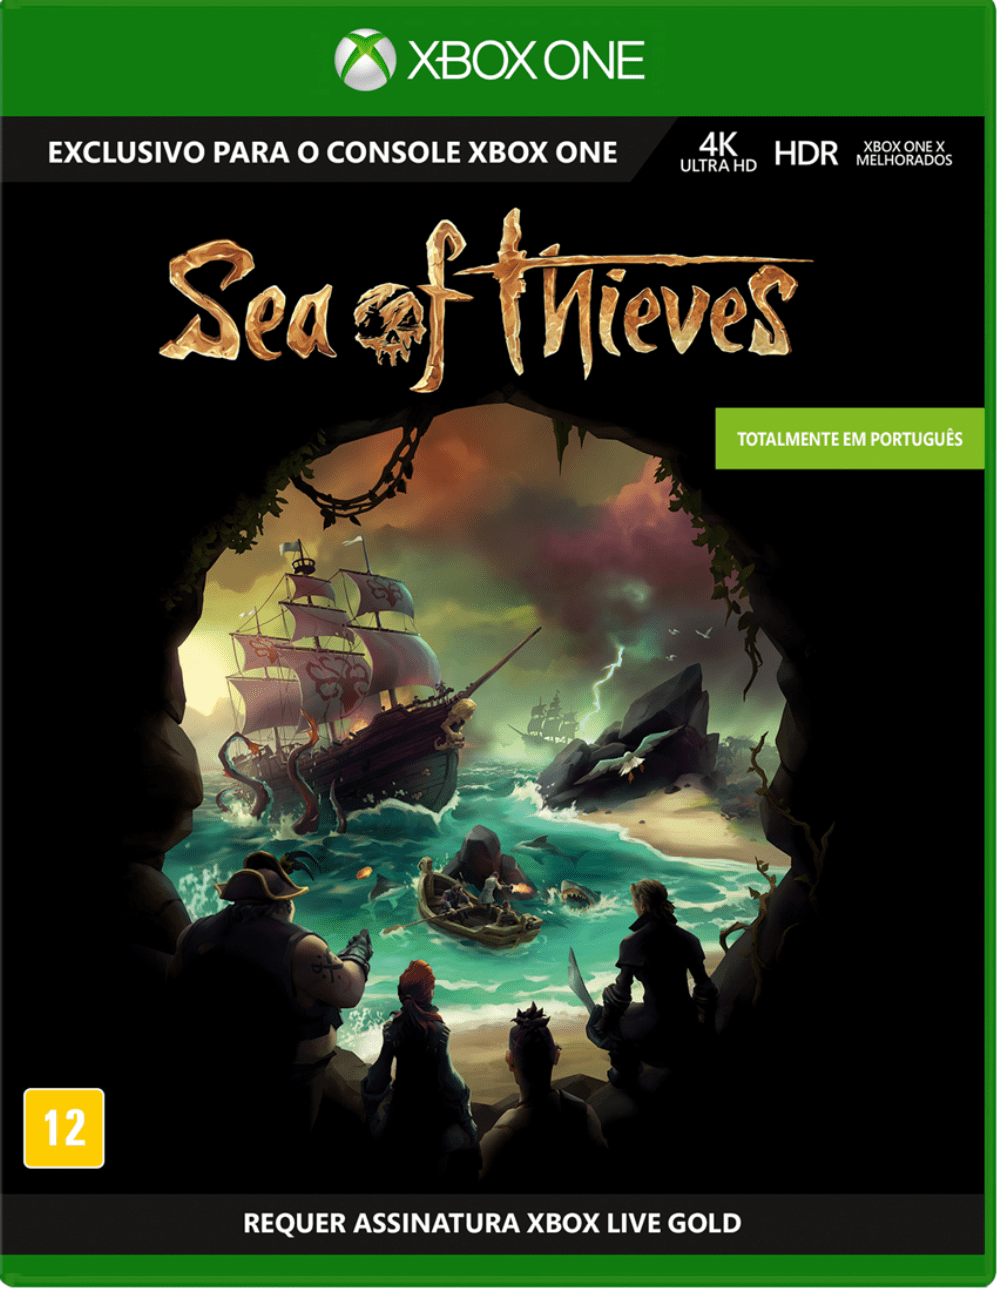 XBOX ONE
EXCLUSIVO PARA O CONSOLE XBOX ONE
4K
ULTRA HD
HDR
XBOX ONE X
MELHORADOS
Sea of Thieves
TOTALMENTE EM PORTUGUÊS
12
REQUER ASSINATURA XBOX LIVE GOLD